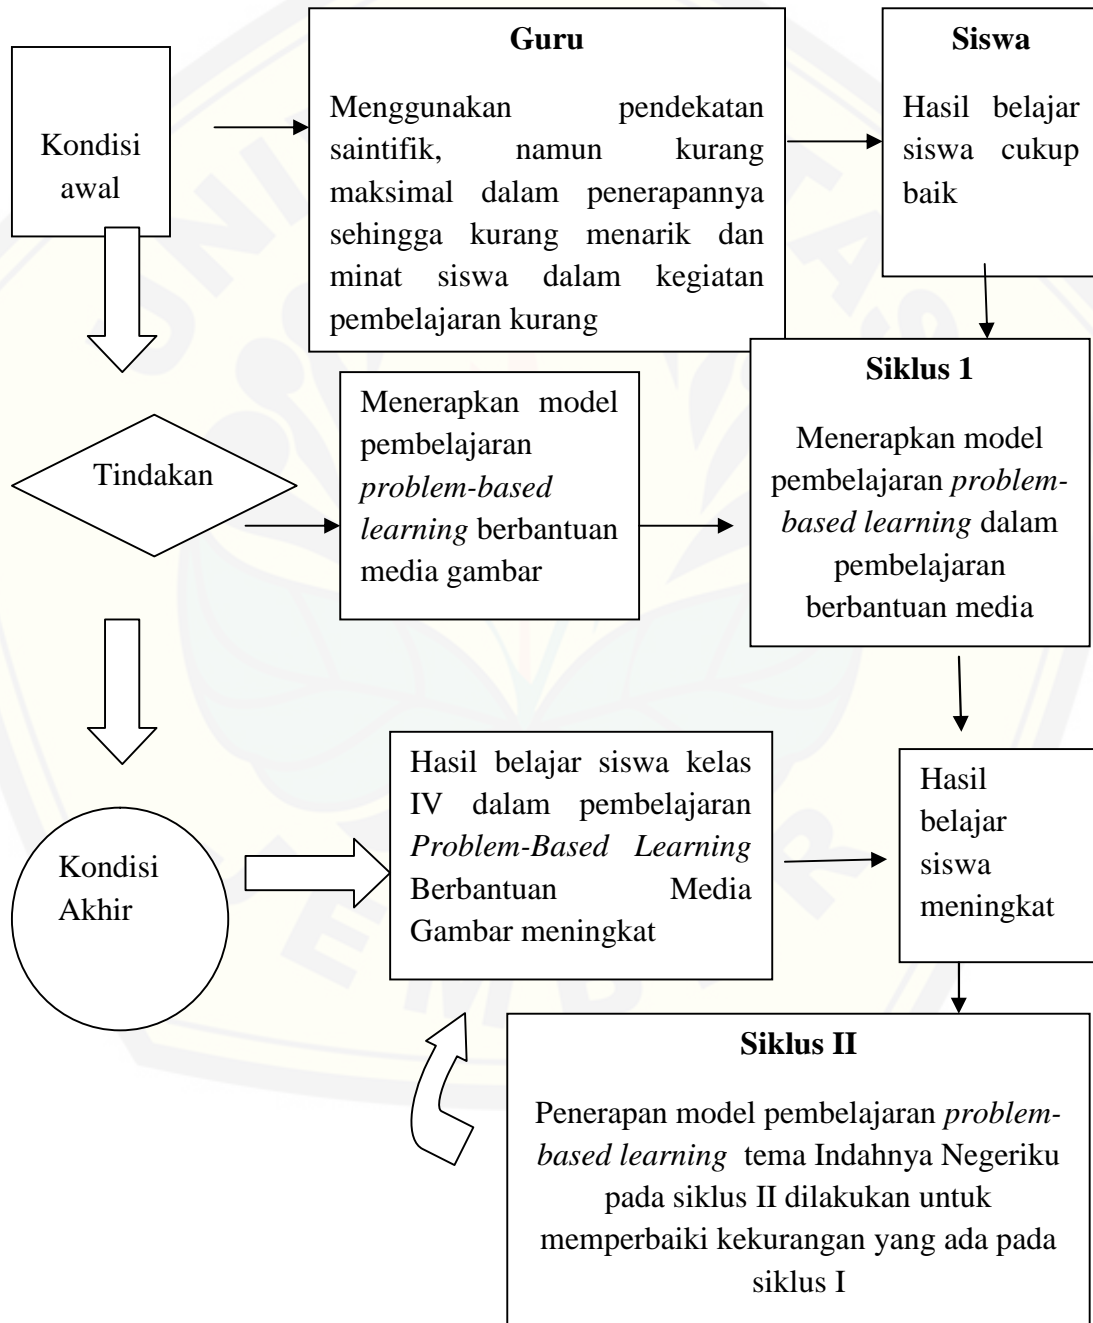 Kondisi
awal
Guru
Menggunakan pendekatan
saintifik, namun kurang
maksimal dalam penerapannya
sehingga kurang menarik dan
minat siswa dalam kegiatan
pembelajaran kurang
Siswa
Hasil belajar
siswa cukup
baik
Tindakan
Menerapkan model
pembelajaran
problem-based
learning berbantuan
media gambar
Siklus 1
Menerapkan model
pembelajaran problem-
based learning dalam
pembelajaran
berbantuan media
Kondisi
Akhir
Hasil belajar siswa kelas
IV dalam pembelajaran
Problem-Based Learning
Berbantuan Media
Gambar meningkat
Hasil
belajar
siswa
meningkat
Siklus II
Penerapan model pembelajaran problem-
based learning tema Indahnya Negeriku
pada siklus II dilakukan untuk
memperbaiki kekurangan yang ada pada
siklus I